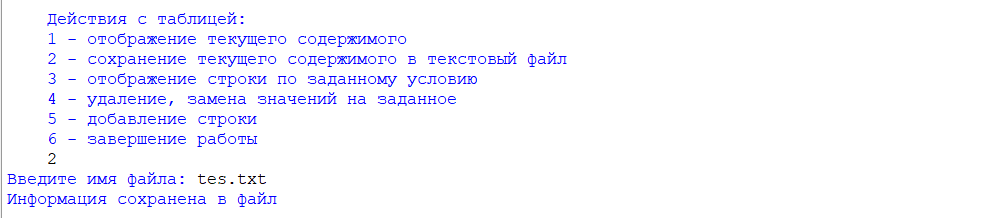 Действия с таблицей:
1 - отображение текущего содержимого
2 - сохранение текущего содержимого в текстовый файл
3 - отображение строки по заданному условию
4 - удаление, замена значений на заданное
5 - добавление строки
6 - завершение работы
2
Введите имя файла: tes.txt
Информация сохранена в файл